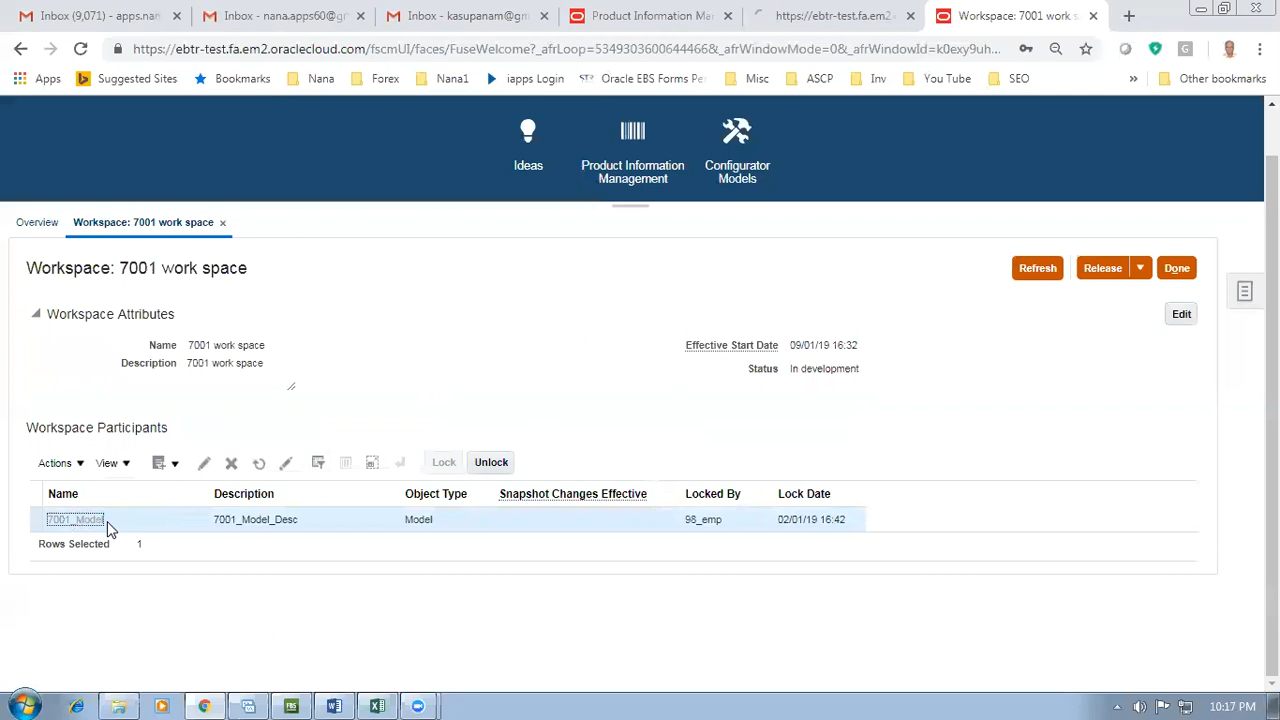 Inbox (9,071) - apps.nam
Inbox - nana.apps90@gm
Inbox - kasupanam@gm
Product Information Ma
https://ebtr-test.fa.em2
Workspace: 7001 work s
https://ebtr-test.fa.em2.oraclecloud.com/fscmUI/faces/FuseWelcome?_afrLoop=53493036006444466&_afrWindowMode=0&_afrWindowId=k0exy9uh...
Apps
Suggested Sites
Bookmarks
Nana
Forex
Nana1
iapps Login
Oracle EBS Forms Pe
Misc
ASCP
Inv
You Tube
SEO
»
Other bookmarks
Ideas
Product Information
Management
Configurator
Models
Overview
Workspace: 7001 work space
Workspace: 7001 work space
Refresh
Release
Done
Workspace Attributes
Edit
Name 7001 work space
Effective Start Date 09/01/19 16:32
Description 7001 work space
Status In development
Workspace Participants
Actions
View
Lock
Unlock
Name Description Object Type Snapshot Changes Effective Locked By Lock Date
7001_Model 7001_Model_Desc Model 98_emp 02/01/19 16:42
Rows Selected 1
10:17 PM